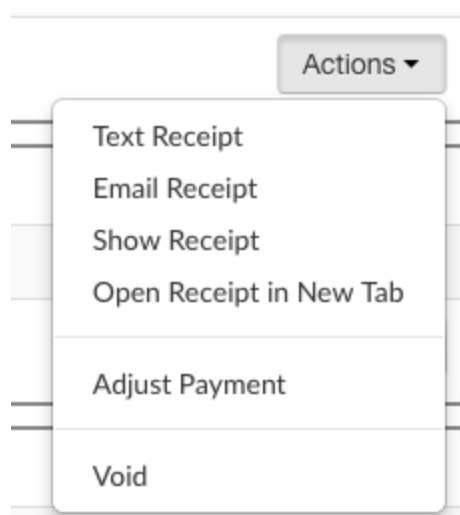 Actions
Text Receipt
Email Receipt
Show Receipt
Open Receipt in New Tab
Adjust Payment
Void